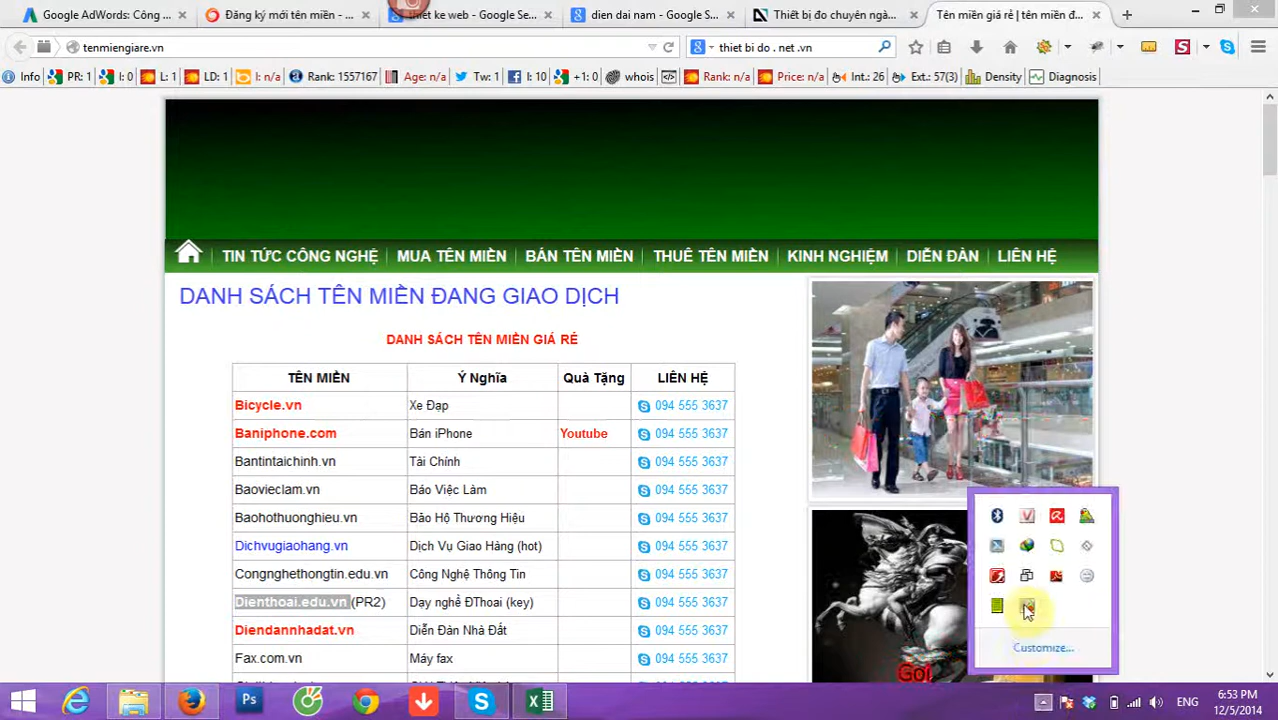 Google AdWords: Công ...
Đăng ký mới tên miền - ...
thiet ke web - Google Se...
dien dai nam - Google S...
Thiết bị đo chuyên ngà...
Tên miền giá rẻ | tên miền đ...
tenmiengiare.vn
thiet bi do . net .vn
Info PR: 1 I: 0 L: 1 LD: 1 I: n/a Rank: 1557167 Age: n/a Tw: 1 I: 10 +1: 0 whois Rank: n/a Price: n/a Int.: 26 Ext.: 57(3) Density Diagnosis
TIN TỨC CÔNG NGHỆ MUA TÊN MIỀN BÁN TÊN MIỀN THUÊ TÊN MIỀN KINH NGHIỆM DIỄN ĐÀN LIÊN HỆ
DANH SÁCH TÊN MIỀN ĐANG GIAO DỊCH
DANH SÁCH TÊN MIỀN GIÁ RẺ
TÊN MIỀN Ý Nghĩa Quà Tặng LIÊN HỆ
Bicycle.vn Xe Đạp 094 555 3637
Baniphone.com Bán iPhone Youtube 094 555 3637
Bantintaichinh.vn Tài Chính 094 555 3637
Baovieclam.vn Báo Việc Làm 094 555 3637
Baohothuonghieu.vn Bảo Hộ Thương Hiệu 094 555 3637
Dichvugiaohang.vn Dịch Vụ Giao Hàng (hot) 094 555 3637
Congnghethongtin.edu.vn Công Nghệ Thông Tin 094 555 3637
Dienthoai.edu.vn (PR2) Dạy nghề ĐThoai (key) 094 555 3637
Diendannhadat.vn Diễn Đàn Nhà Đất 094 555 3637
Fax.com.vn Máy fax 094 555 3637
Go!
Customize...
ENG
6:53 PM
12/5/2014